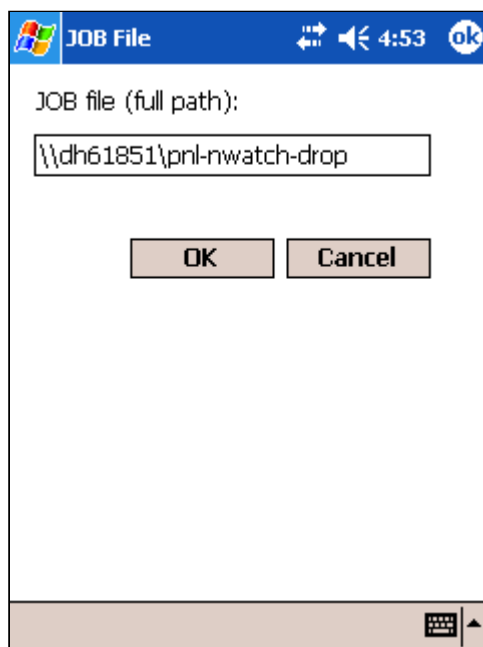 JOB File 4:53 ok
JOB file (full path):
\\dh61851\pnl-nwatch-drop
OK Cancel